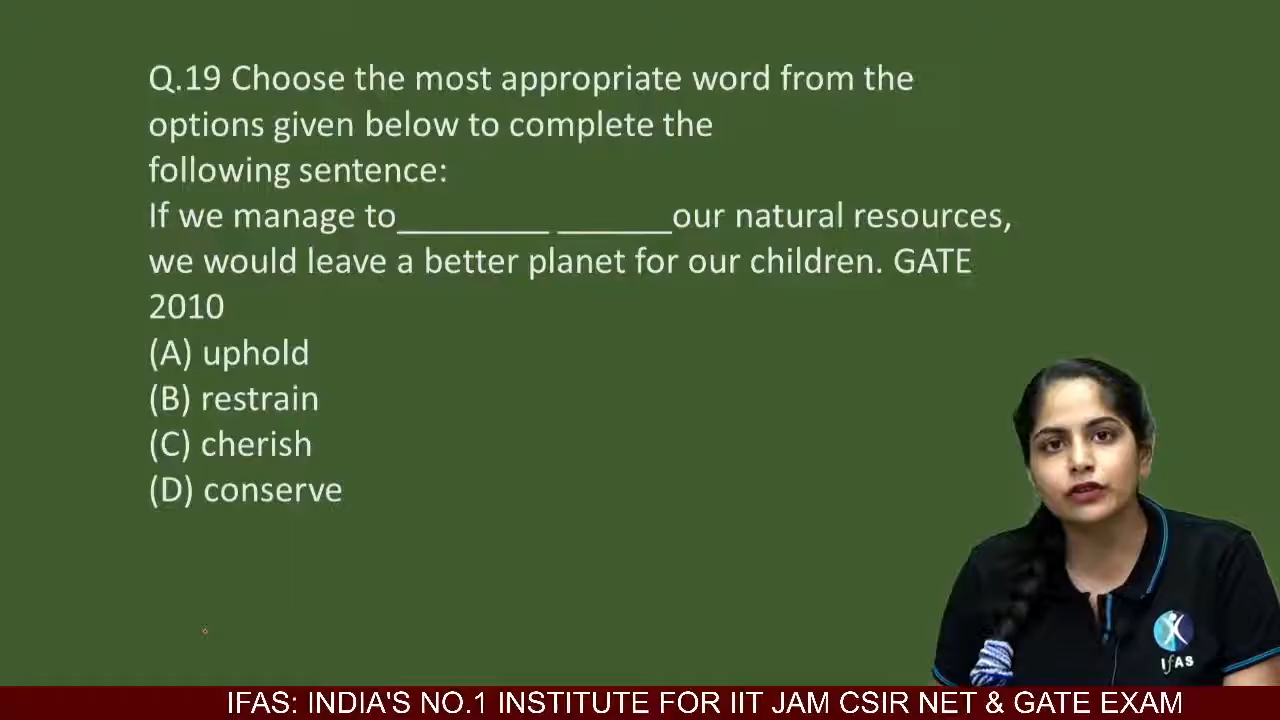 Q.19 Choose the most appropriate word from the
options given below to complete the
following sentence:
If we manage to________ ______our natural resources,
we would leave a better planet for our children. GATE
2010
(A) uphold
(B) restrain
(C) cherish
(D) conserve
IFAS
IFAS: INDIA'S NO.1 INSTITUTE FOR IIT JAM CSIR NET & GATE EXAM